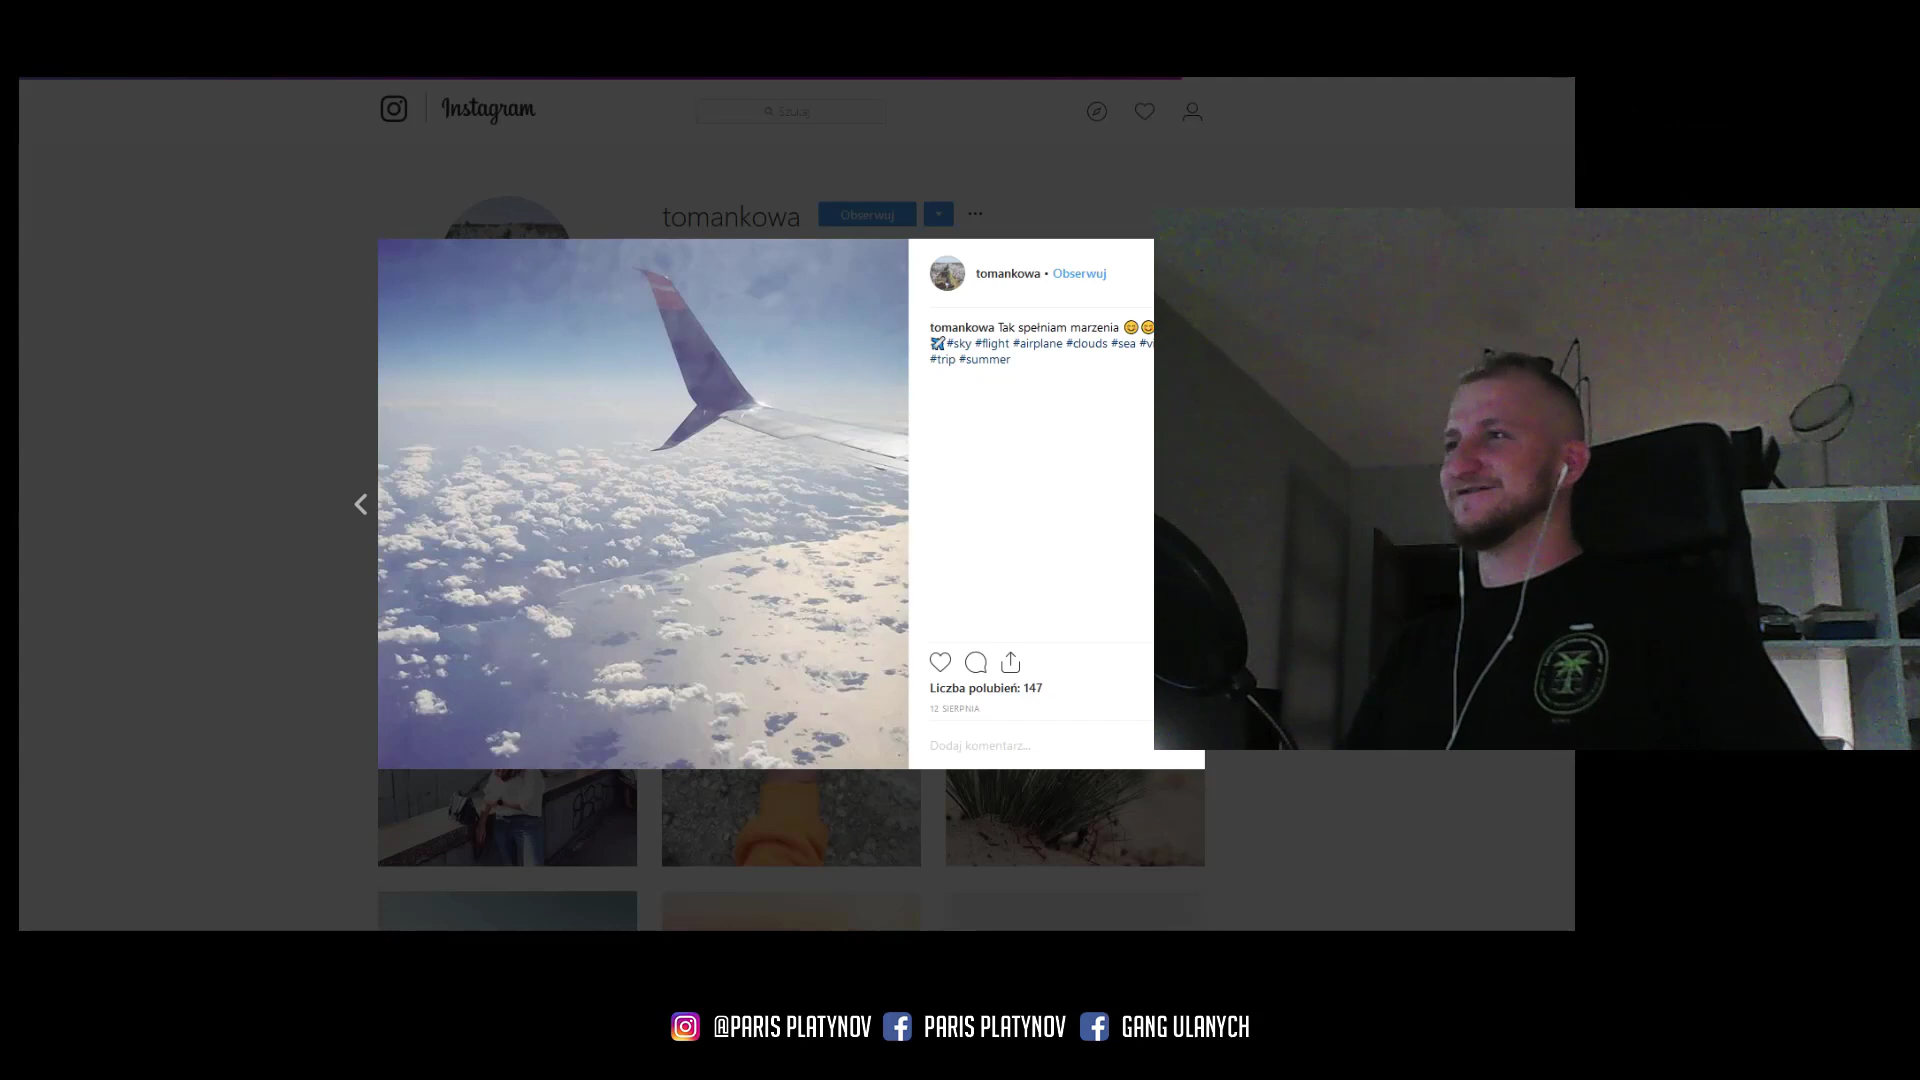 Instagram
Szukaj
tomankowa Obserwuj
tomankowa • Obserwuj
tomankowa Tak spełniam marzenia 😊😊
✈#sky #flight #airplane #clouds #sea
#trip #summer
Liczba polubień: 147
12 SIERPNIA
Dodaj komentarz...
@PARIS PLATYNOV PARIS PLATYNOV GANG ULANYCH